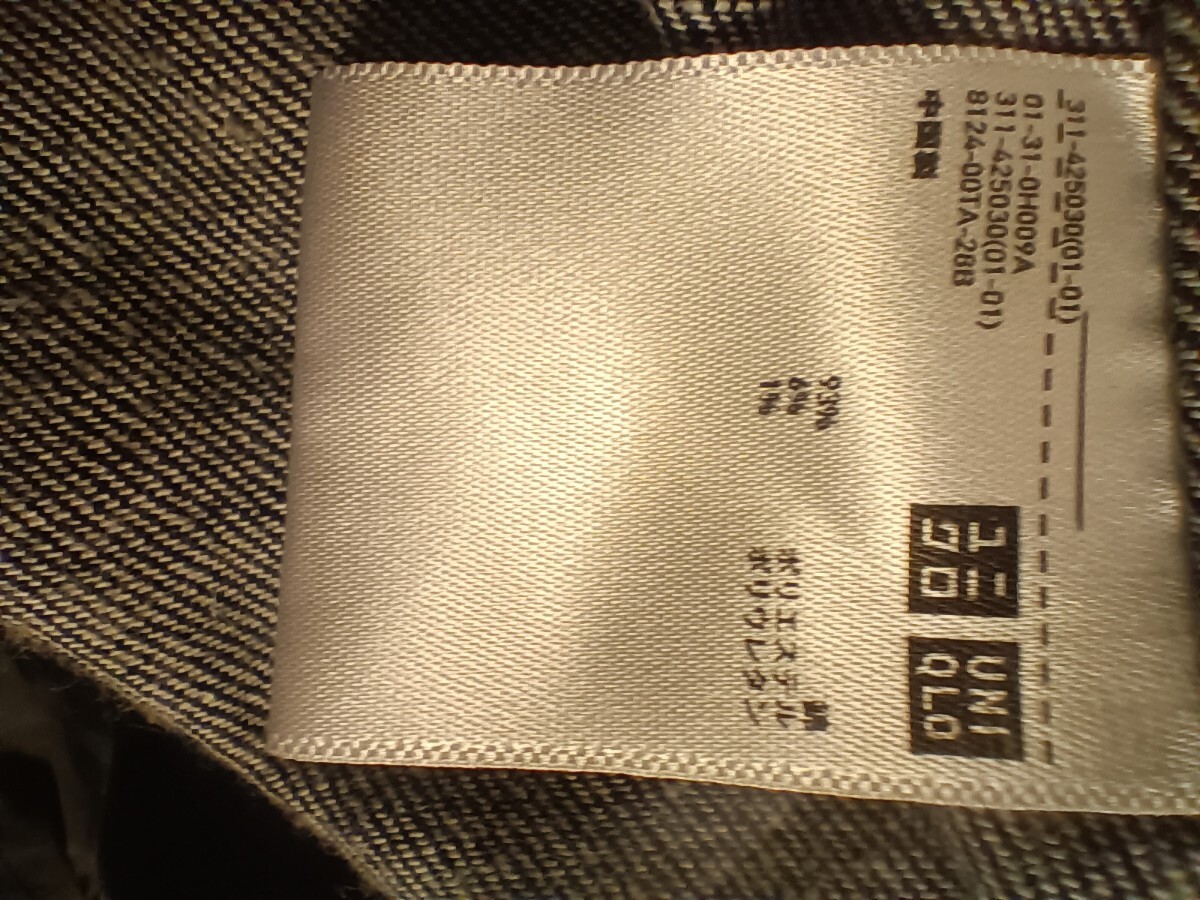 311-425030(01-01)
01-31-0H009A
311-425030(01-01)
8124-00TA-28B
中国製
ユニ
クロ
UNI
QLO
93% 綿
6% ポリエステル
1% ポリウレタン